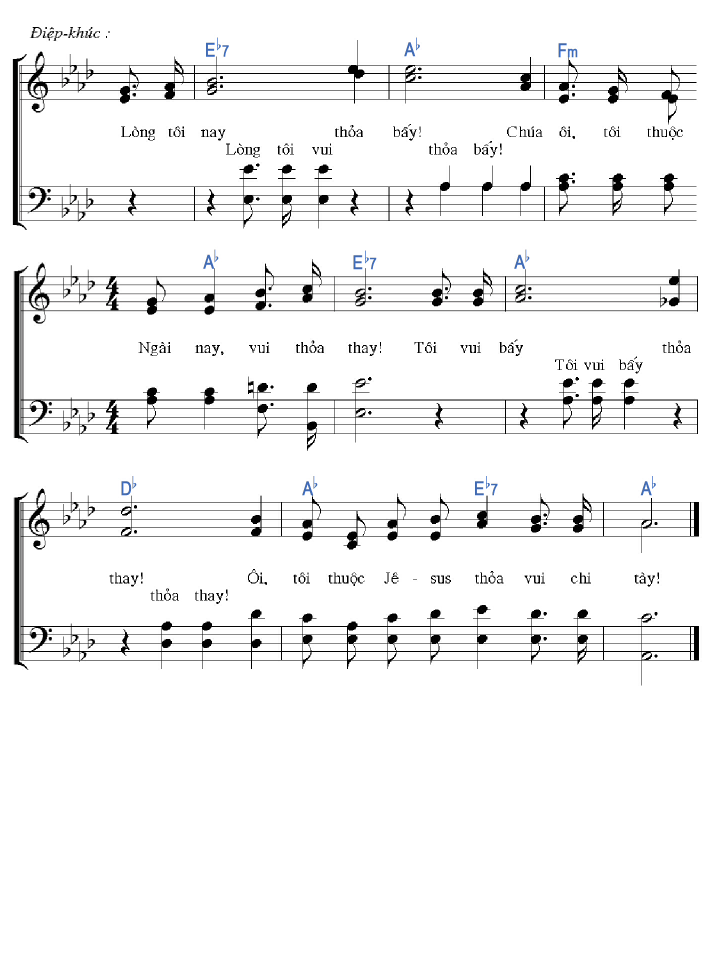 Điệp-khúc :
E♭7 A♭ Fm
Lòng tôi nay thỏa bấy! Chúa ôi, tôi thuộc
Lòng tôi vui thỏa bấy!
A♭ E♭7 A♭
4
4
Ngài nay, vui thỏa thay! Tôi vui bấy thỏa
Tôi vui bấy
4
4
D♭ A♭ E♭7 A♭
thay! Ôi, tôi thuộc Jê - sus thỏa vui chi tày!
thỏa thay!